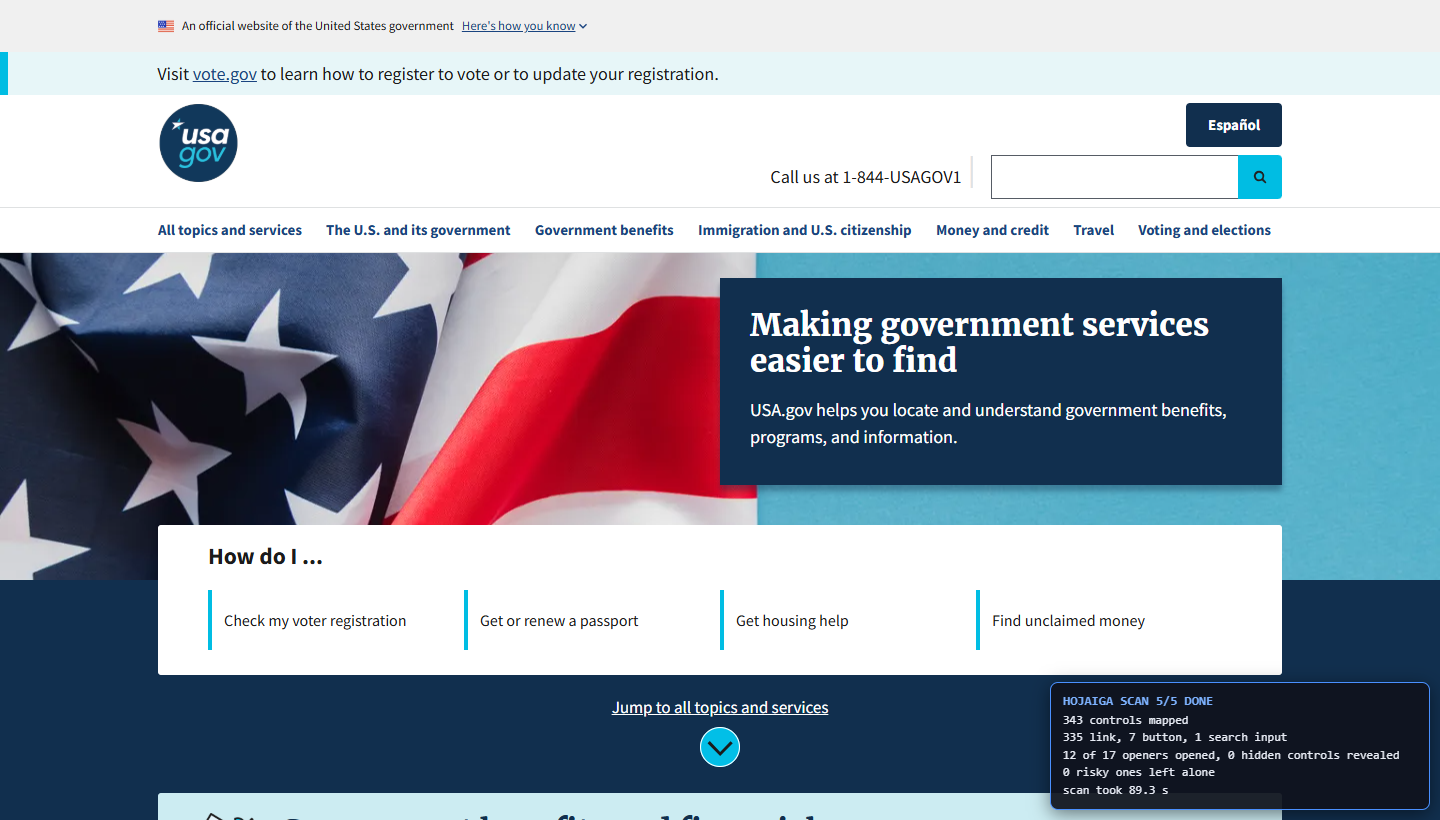 An official website of the United States government Here's how you know
Visit vote.gov to learn how to register to vote or to update your registration.
usa
gov
Español
Call us at 1-844-USAGOV1
All topics and services The U.S. and its government Government benefits Immigration and U.S. citizenship Money and credit Travel Voting and elections
Making government services
easier to find
USA.gov helps you locate and understand government benefits,
programs, and information.
How do I ...
Check my voter registration Get or renew a passport Get housing help Find unclaimed money
Jump to all topics and services
HOJAIGA SCAN 5/5 DONE
343 controls mapped
335 link, 7 button, 1 search input
12 of 17 openers opened, 0 hidden controls revealed
0 risky ones left alone
scan took 89.3 s